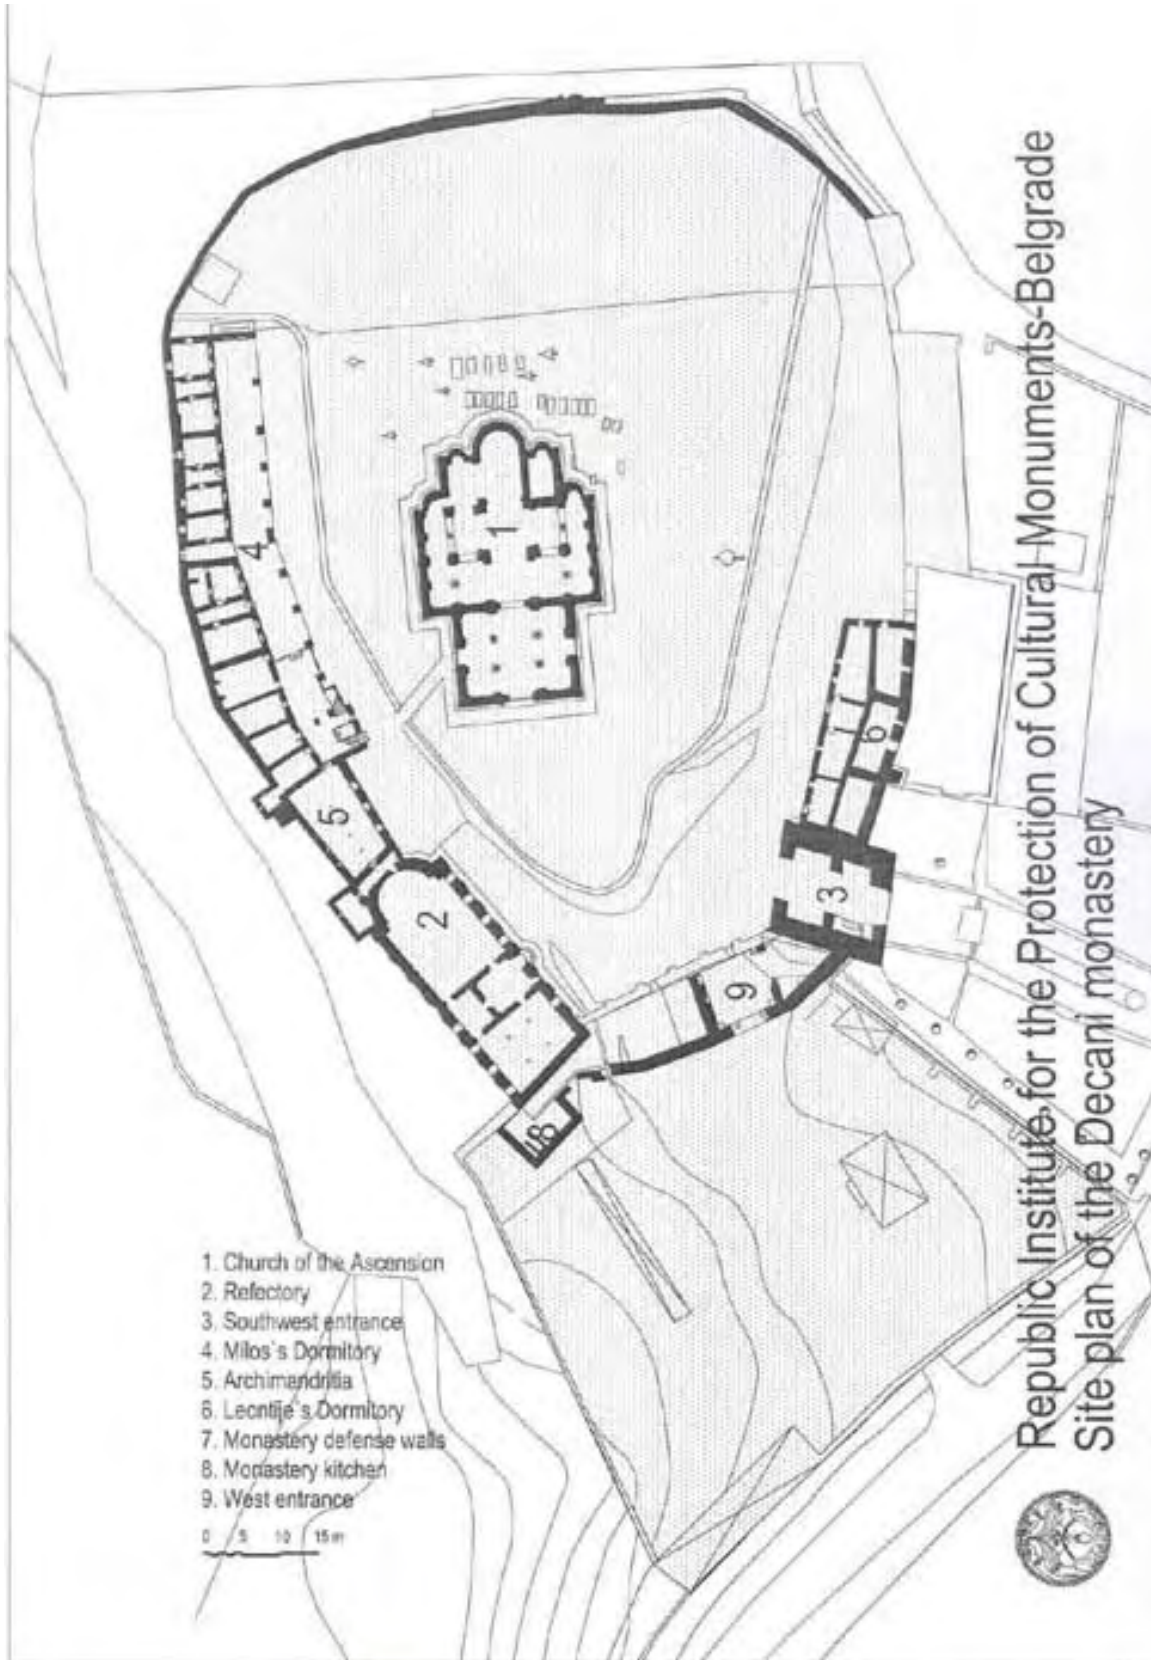 Republic Institute for the Protection of Cultural Monuments-Belgrade
Site plan of the Decani monastery
1
4
5
2
6
3
9
8
1. Church of the Ascension
2. Refectory
3. Southwest entrance
4. Milos's Dormitory
5. Archimandritia
6. Leontije's Dormitory
7. Monastery defense walls
8. Monastery kitchen
9. West entrance
0 5 10 15 m